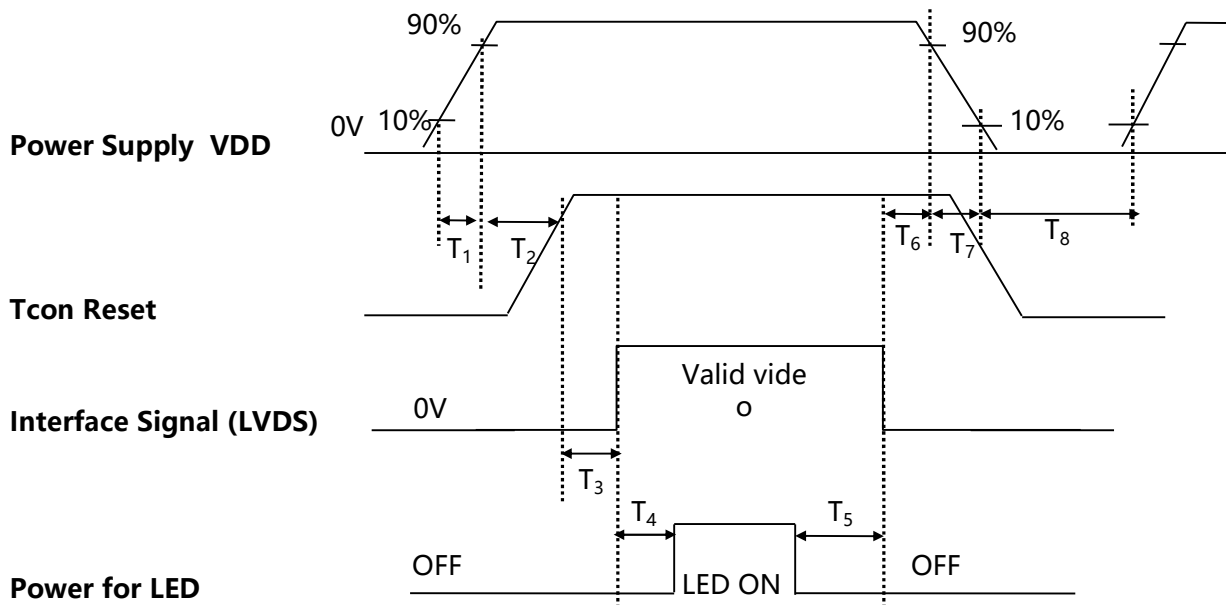 90%
90%
0V
10%
10%
Power Supply VDD
T₁
T₂
T₆
T₇
T₈
Tcon Reset
Valid vide
o
0V
Interface Signal (LVDS)
T₃
T₄
T₅
OFF
LED ON
OFF
Power for LED